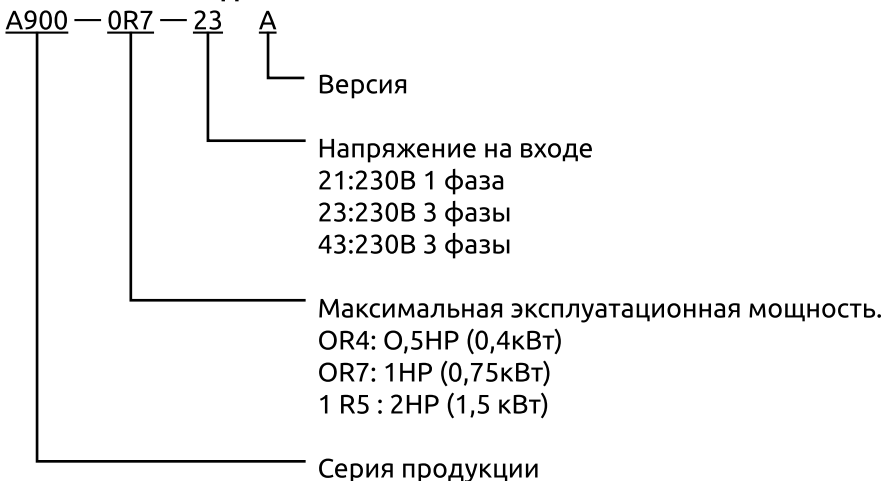 A900 — 0R7 — 23 A
Версия
Напряжение на входе
21:230В 1 фаза
23:230В 3 фазы
43:230В 3 фазы
Максимальная эксплуатационная мощность.
OR4: O,5HP (0,4кВт)
OR7: 1HP (0,75кВт)
1 R5 : 2HP (1,5 кВт)
Серия продукции